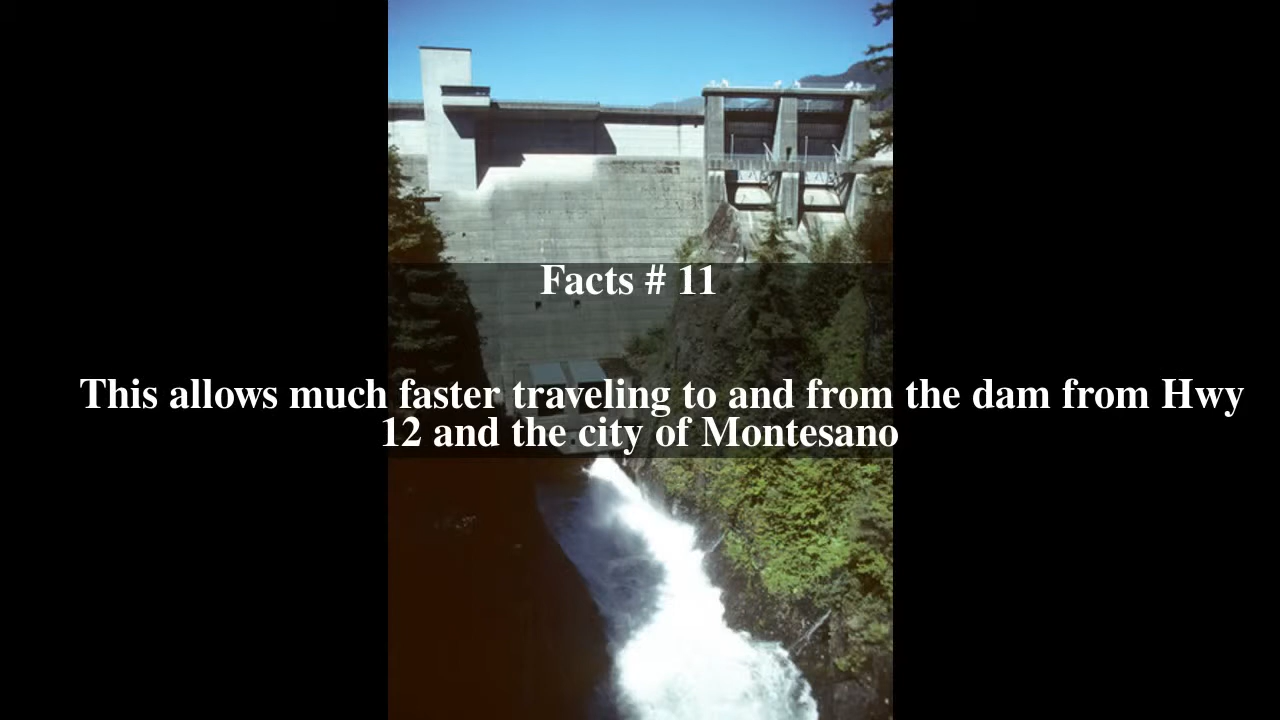 Facts # 11
This allows much faster traveling to and from the dam from Hwy
12 and the city of Montesano